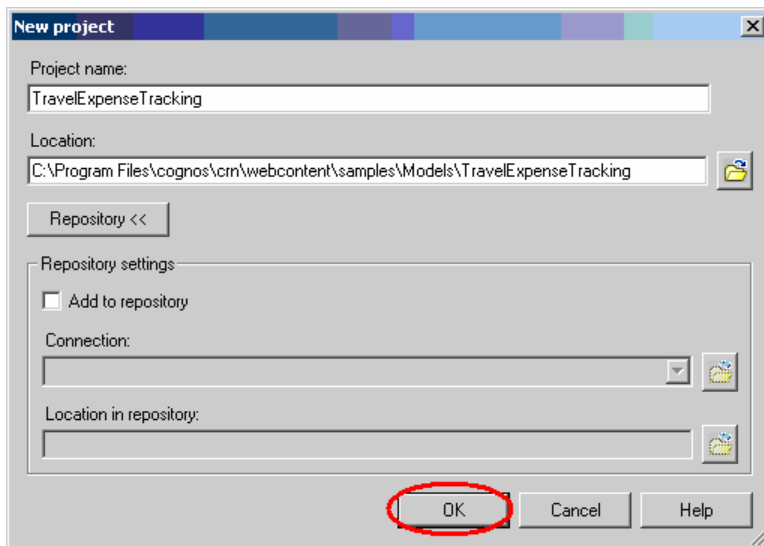 New project
Project name:
TravelExpenseTracking
Location:
C:\Program Files\cognos\crn\webcontent\samples\Models\TravelExpenseTracking
Repository <<
Repository settings
Add to repository
Connection:
Location in repository:
OK Cancel Help